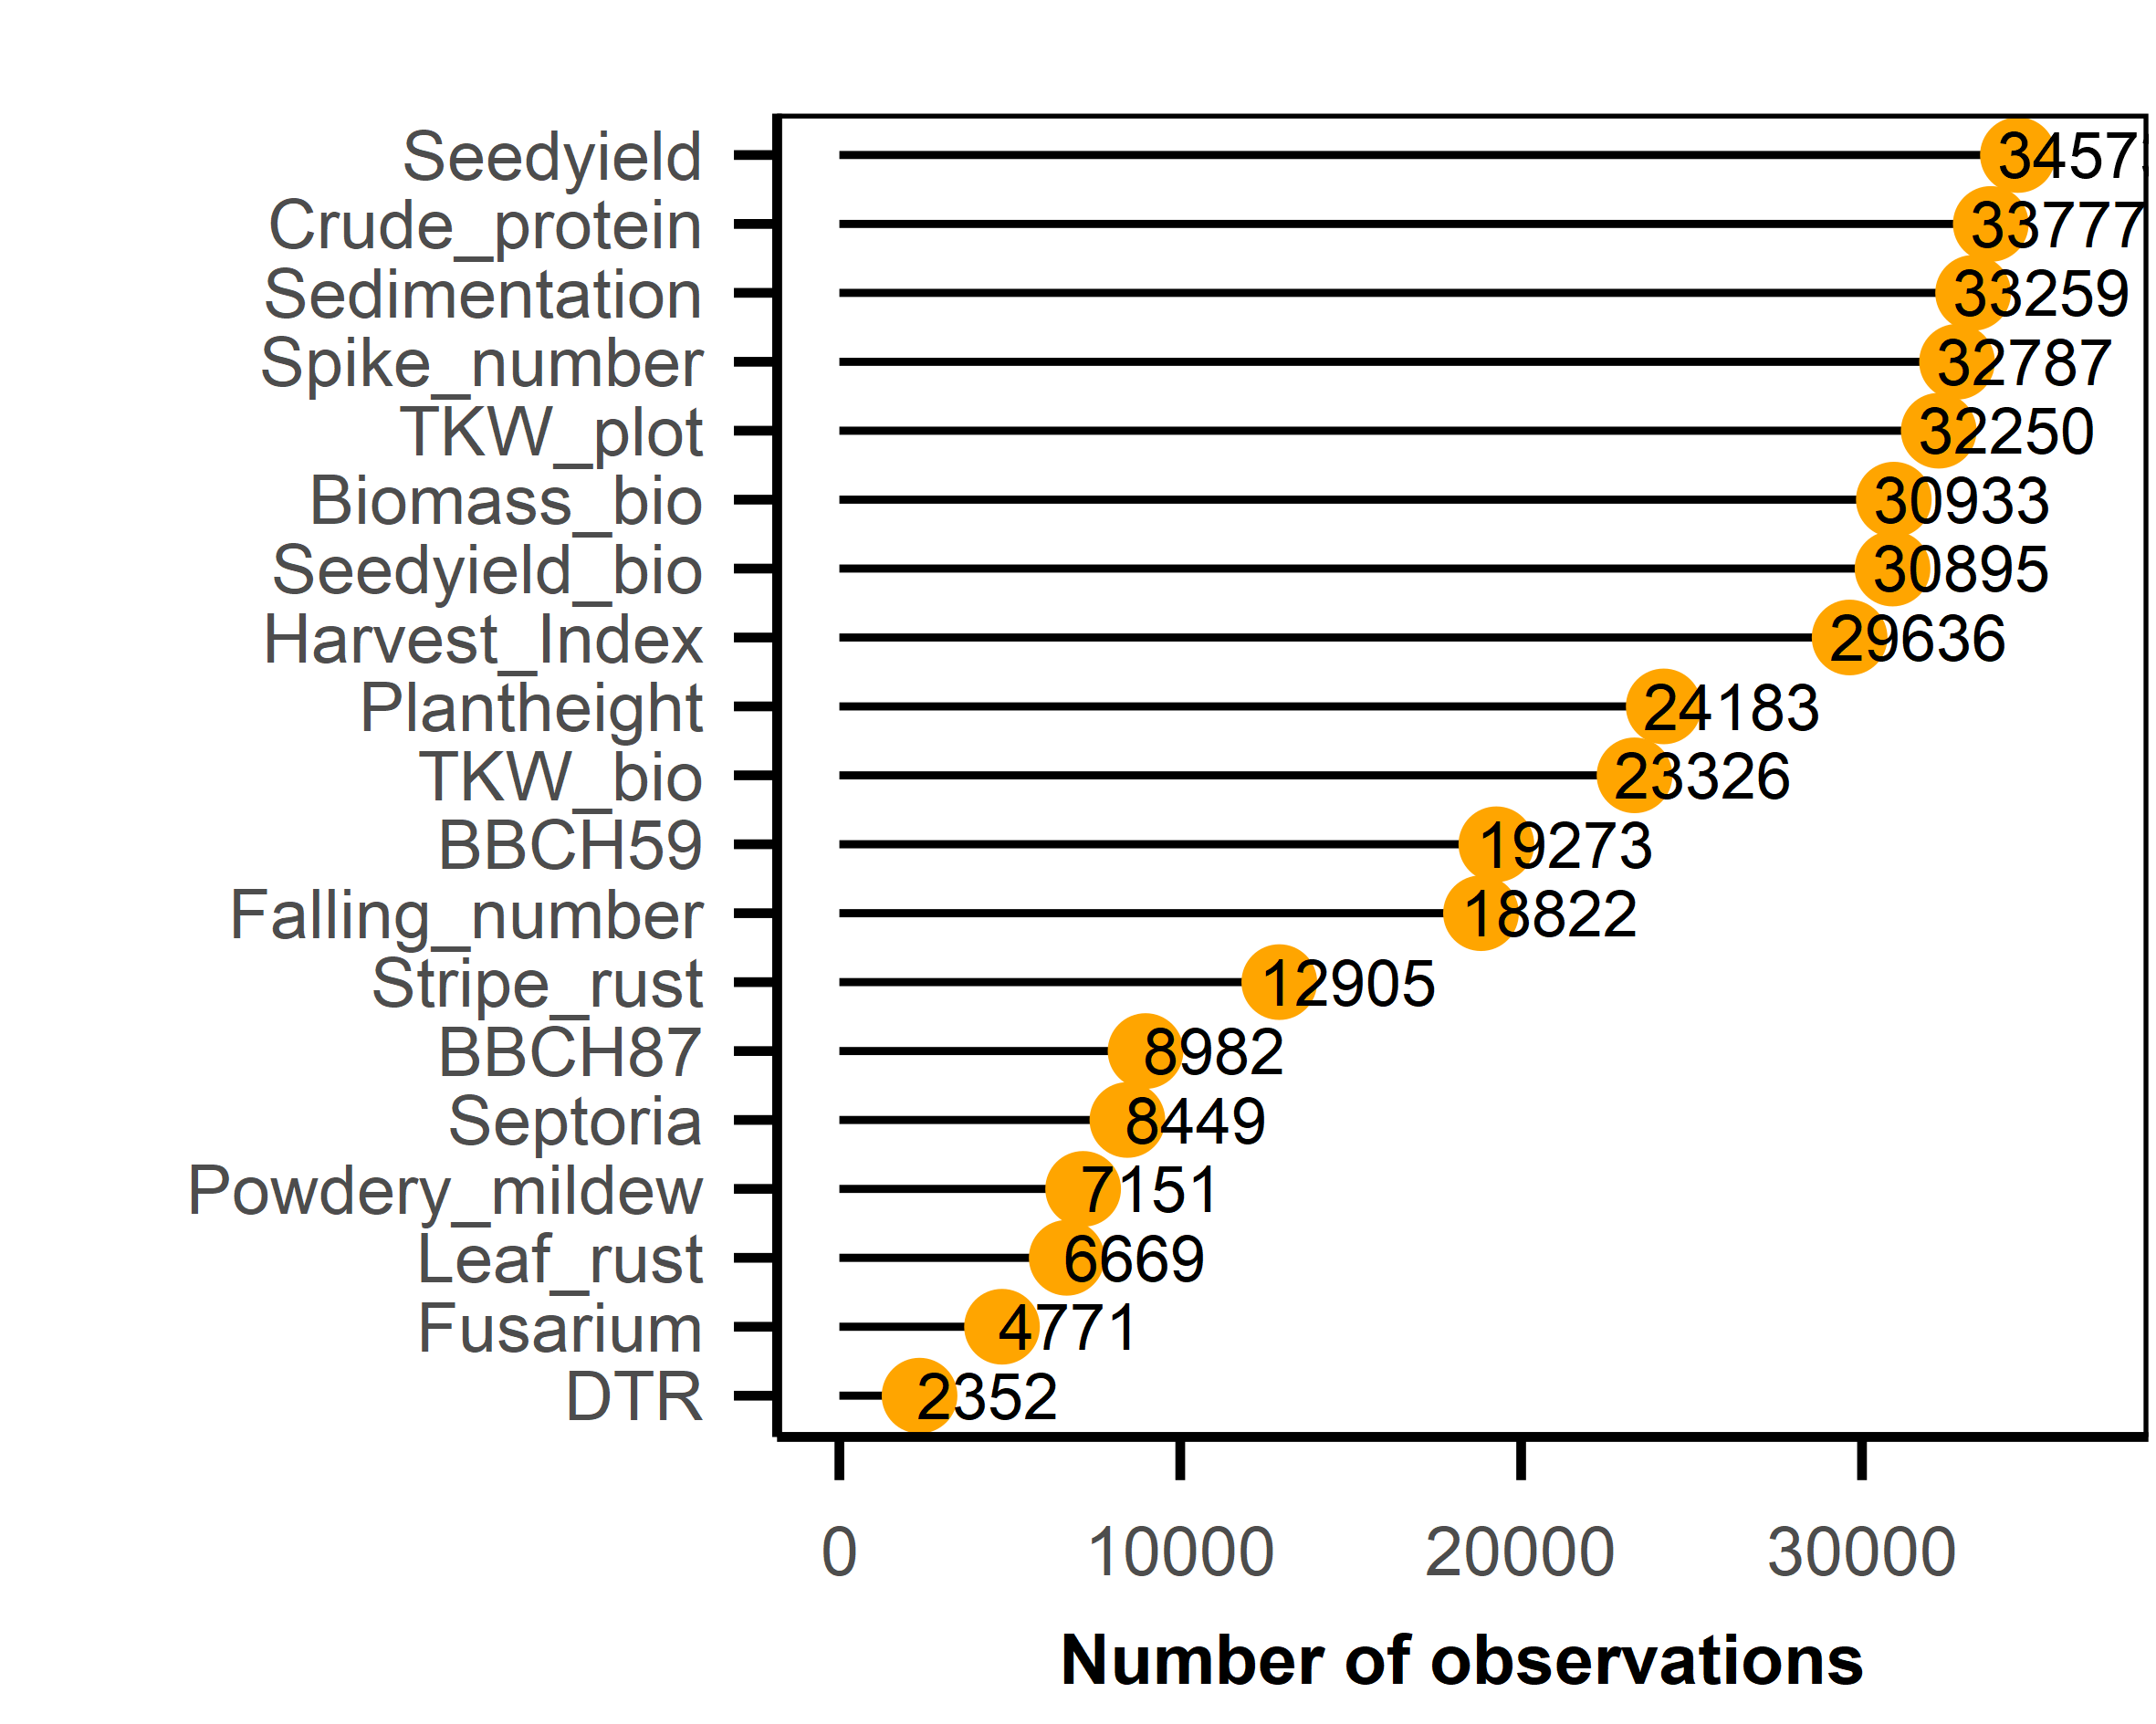 Seedyield 3457
Crude_protein 33777
Sedimentation 33259
Spike_number 32787
TKW_plot 32250
Biomass_bio 30933
Seedyield_bio 30895
Harvest_Index 29636
Plantheight 24183
TKW_bio 23326
BBCH59 19273
Falling_number 18822
Stripe_rust 12905
BBCH87 8982
Septoria 8449
Powdery_mildew 7151
Leaf_rust 6669
Fusarium 4771
DTR 2352
0 10000 20000 30000
Number of observations